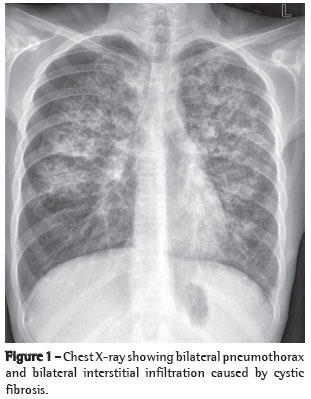 L
Figure 1 – Chest X-ray showing bilateral pneumothorax
and bilateral interstitial infiltration caused by cystic
fibrosis.